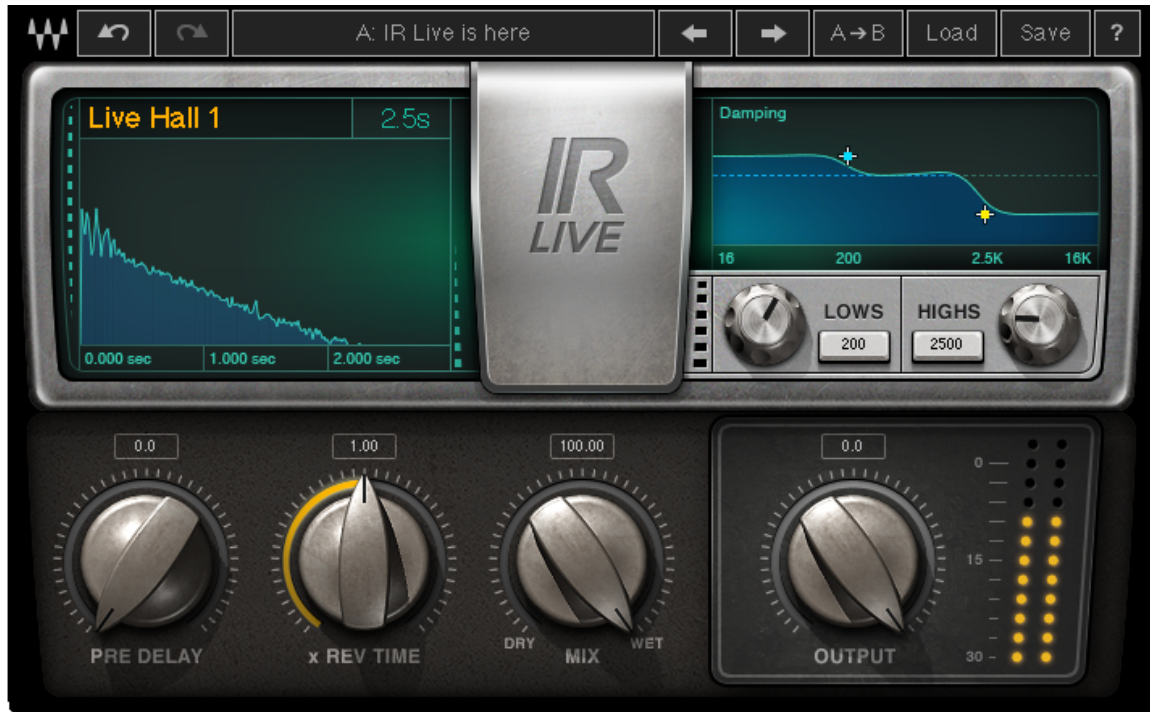 A: IR Live is here
A→B
Load
Save
?
Live Hall 1
2.5s
0.000 sec
1.000 sec
2.000 sec
IR
LIVE
Damping
16
200
2.5K
16K
LOWS
200
HIGHS
2500
0.0
PRE DELAY
1.00
x REV TIME
100.00
DRY
WET
MIX
0.0
OUTPUT
0
15
30